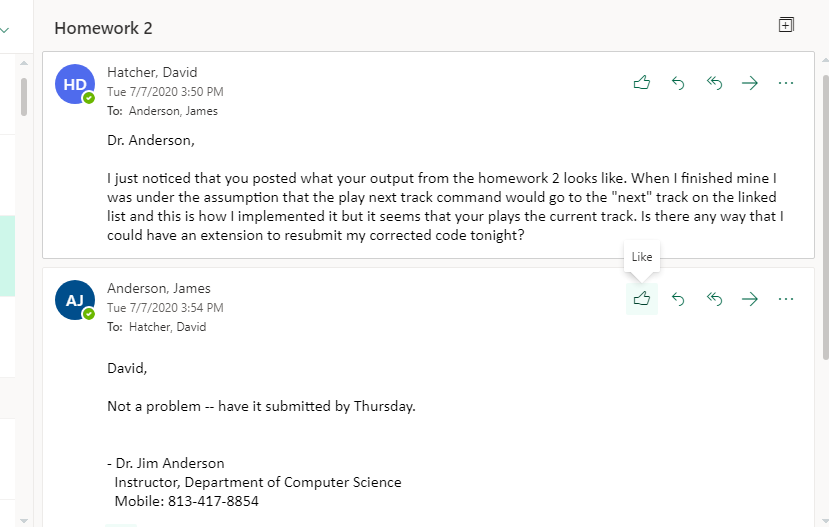 Homework 2
HD
Hatcher, David
Tue 7/7/2020 3:50 PM
To: Anderson, James
Dr. Anderson,
I just noticed that you posted what your output from the homework 2 looks like. When I finished mine I
was under the assumption that the play next track command would go to the "next" track on the linked
list and this is how I implemented it but it seems that your plays the current track. Is there any way that I
could have an extension to resubmit my corrected code tonight?
Like
AJ
Anderson, James
Tue 7/7/2020 3:54 PM
To: Hatcher, David
David,
Not a problem -- have it submitted by Thursday.
- Dr. Jim Anderson
Instructor, Department of Computer Science
Mobile: 813-417-8854